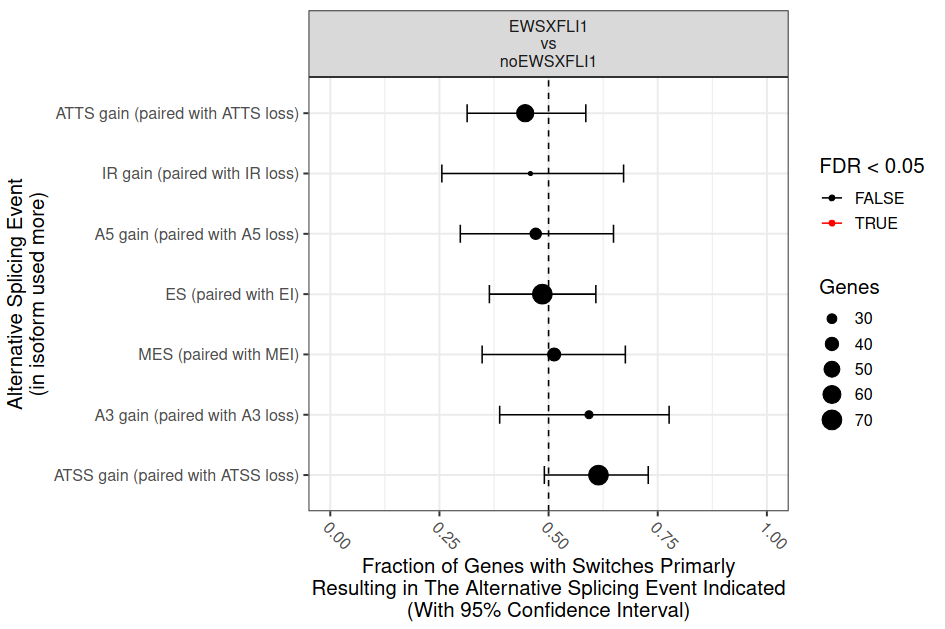 EWSXFLI1
vs
noEWSXFLI1
Alternative Splicing Event
(in isoform used more)
ATTS gain (paired with ATTS loss)
IR gain (paired with IR loss)
A5 gain (paired with A5 loss)
ES (paired with EI)
MES (paired with MEI)
A3 gain (paired with A3 loss)
ATSS gain (paired with ATSS loss)
0.00
0.25
0.50
0.75
1.00
Fraction of Genes with Switches Primarly
Resulting in The Alternative Splicing Event Indicated
(With 95% Confidence Interval)
FDR < 0.05
FALSE
TRUE
Genes
30
40
50
60
70